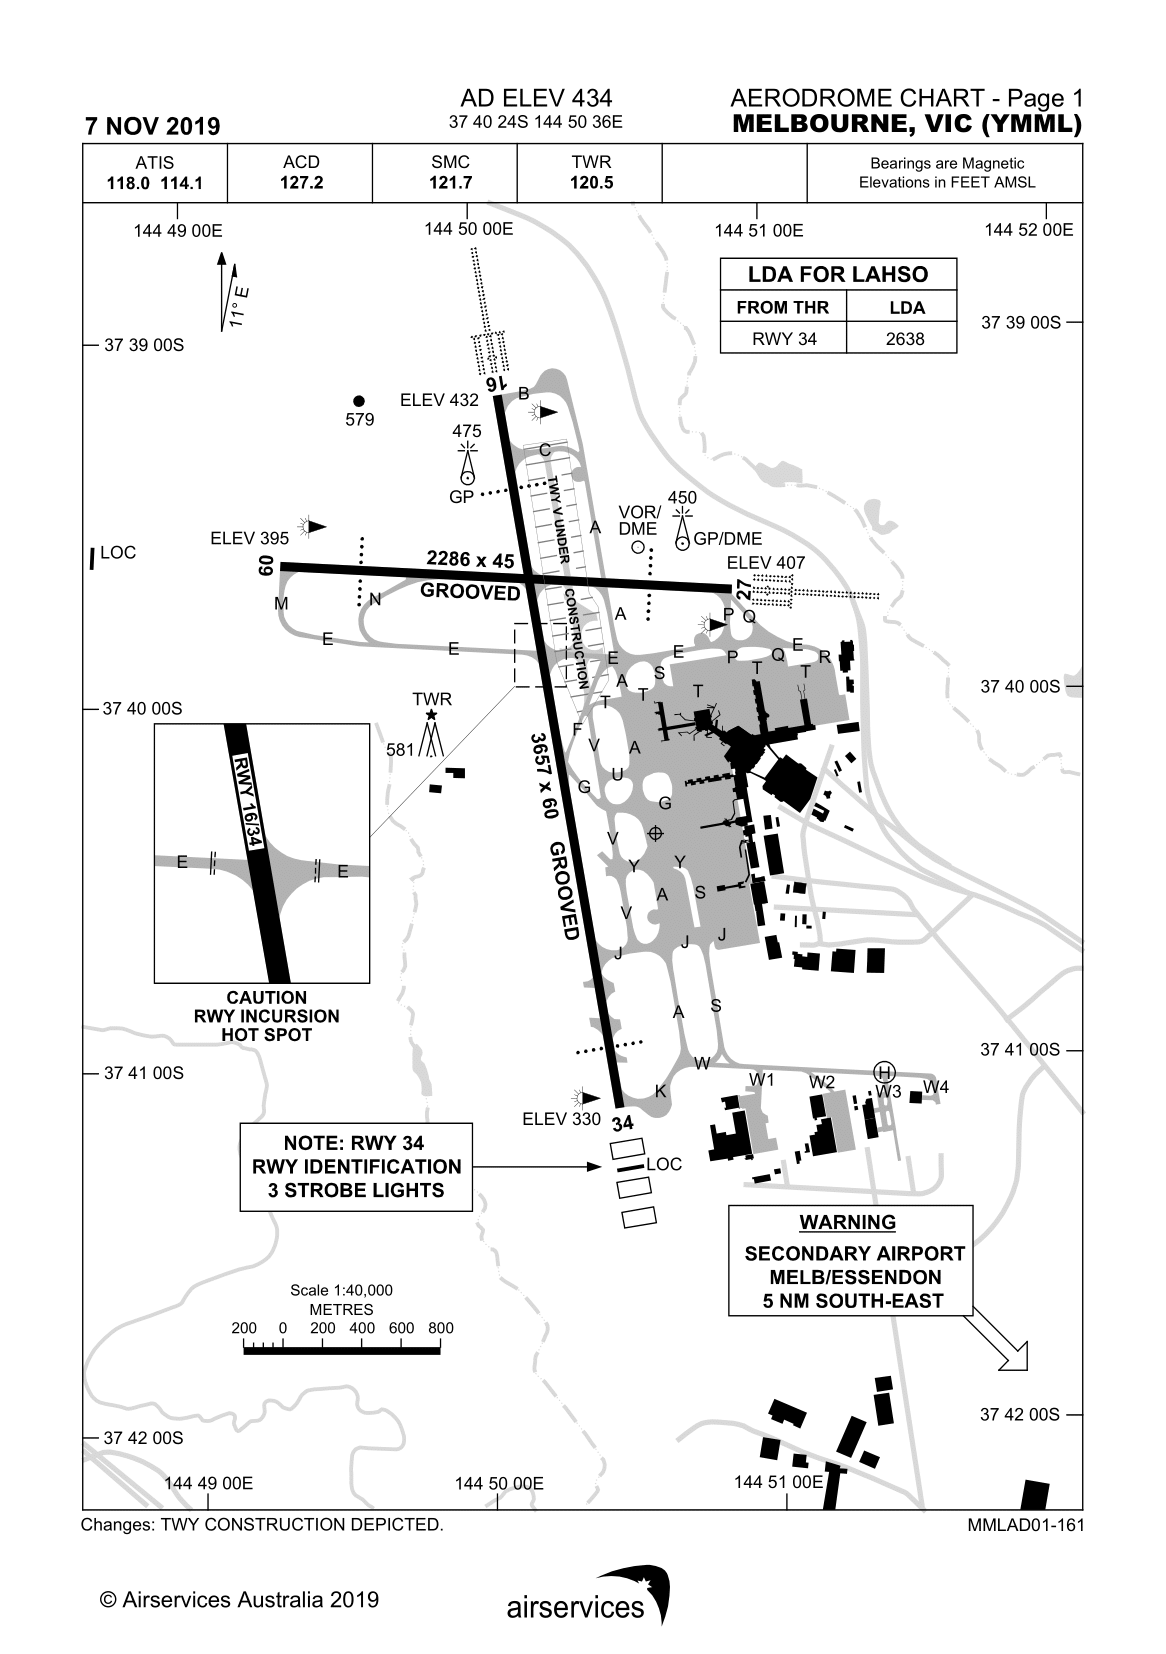 AD ELEV 434
37 40 24S 144 50 36E
AERODROME CHART - Page 1
7 NOV 2019
MELBOURNE, VIC (YMML)
ATIS
118.0 114.1
ACD
127.2
SMC
121.7
TWR
120.5
Bearings are Magnetic
Elevations in FEET AMSL
144 49 00E
144 50 00E
144 51 00E
144 52 00E
11° E
LDA FOR LAHSO
FROM THR
LDA
RWY 34
2638
37 39 00S
37 39 00S
16
B
ELEV 432
579
475
GP
C
TWY V UNDER
CONSTRUCTION
A
VOR/
DME
450
GP/DME
ELEV 395
LOC
09
2286 x 45
GROOVED
ELEV 407
27
M
N
A
P
Q
E
E
E
E
E
P
Q
R
A
S
T
T
T
T
T
37 40 00S
37 40 00S
TWR
581
F
V
A
3657 x 60
GROOVED
U
G
G
V
Y
Y
A
S
V
J
J
J
RWY 16/34
E
E
CAUTION
RWY INCURSION
HOT SPOT
A
S
37 41 00S
37 41 00S
W
W1
W2
H
W3
W4
K
ELEV 330
34
LOC
NOTE: RWY 34
RWY IDENTIFICATION
3 STROBE LIGHTS
WARNING
SECONDARY AIRPORT
MELB/ESSENDON
5 NM SOUTH-EAST
Scale 1:40,000
METRES
200 0 200 400 600 800
37 42 00S
37 42 00S
144 49 00E
144 50 00E
144 51 00E
Changes: TWY CONSTRUCTION DEPICTED.
MMLAD01-161
© Airservices Australia 2019
airservices